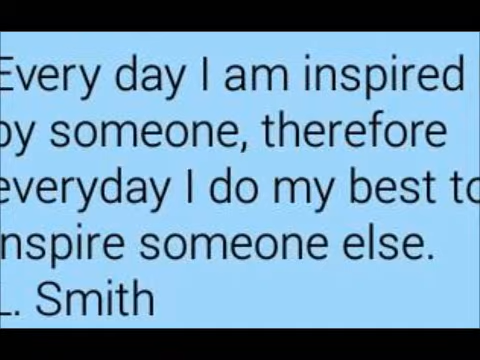 Every day I am inspired
by someone, therefore
everyday I do my best to
inspire someone else.
L. Smith